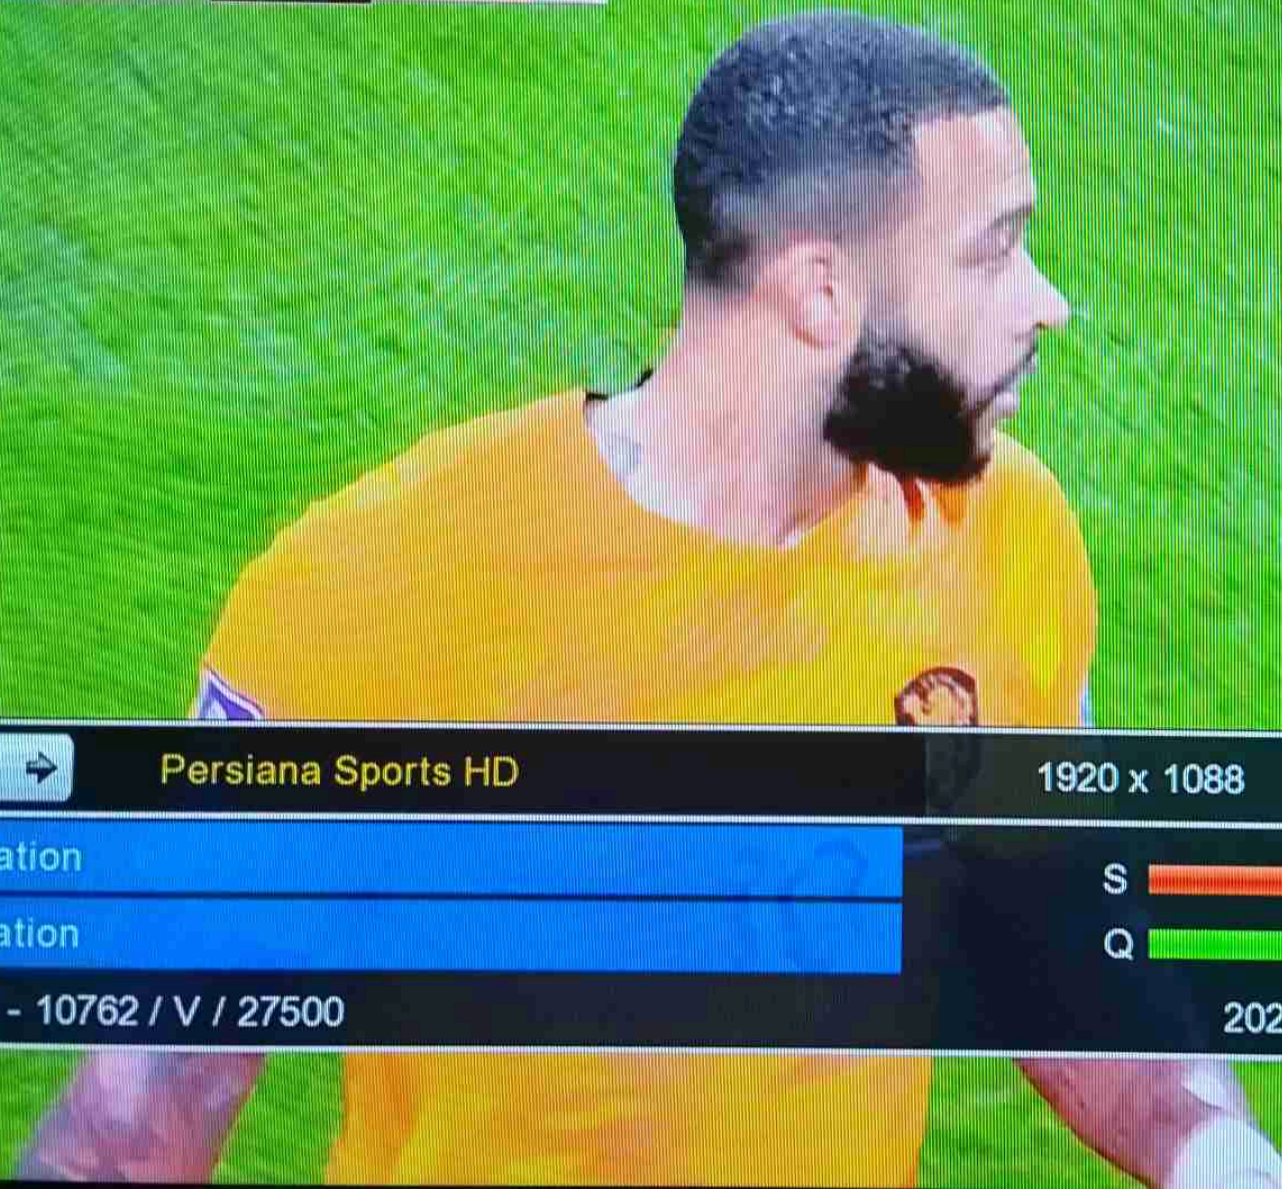 Persiana Sports HD
1920 x 1088
ation
ation
S
Q
- 10762 / V / 27500
202